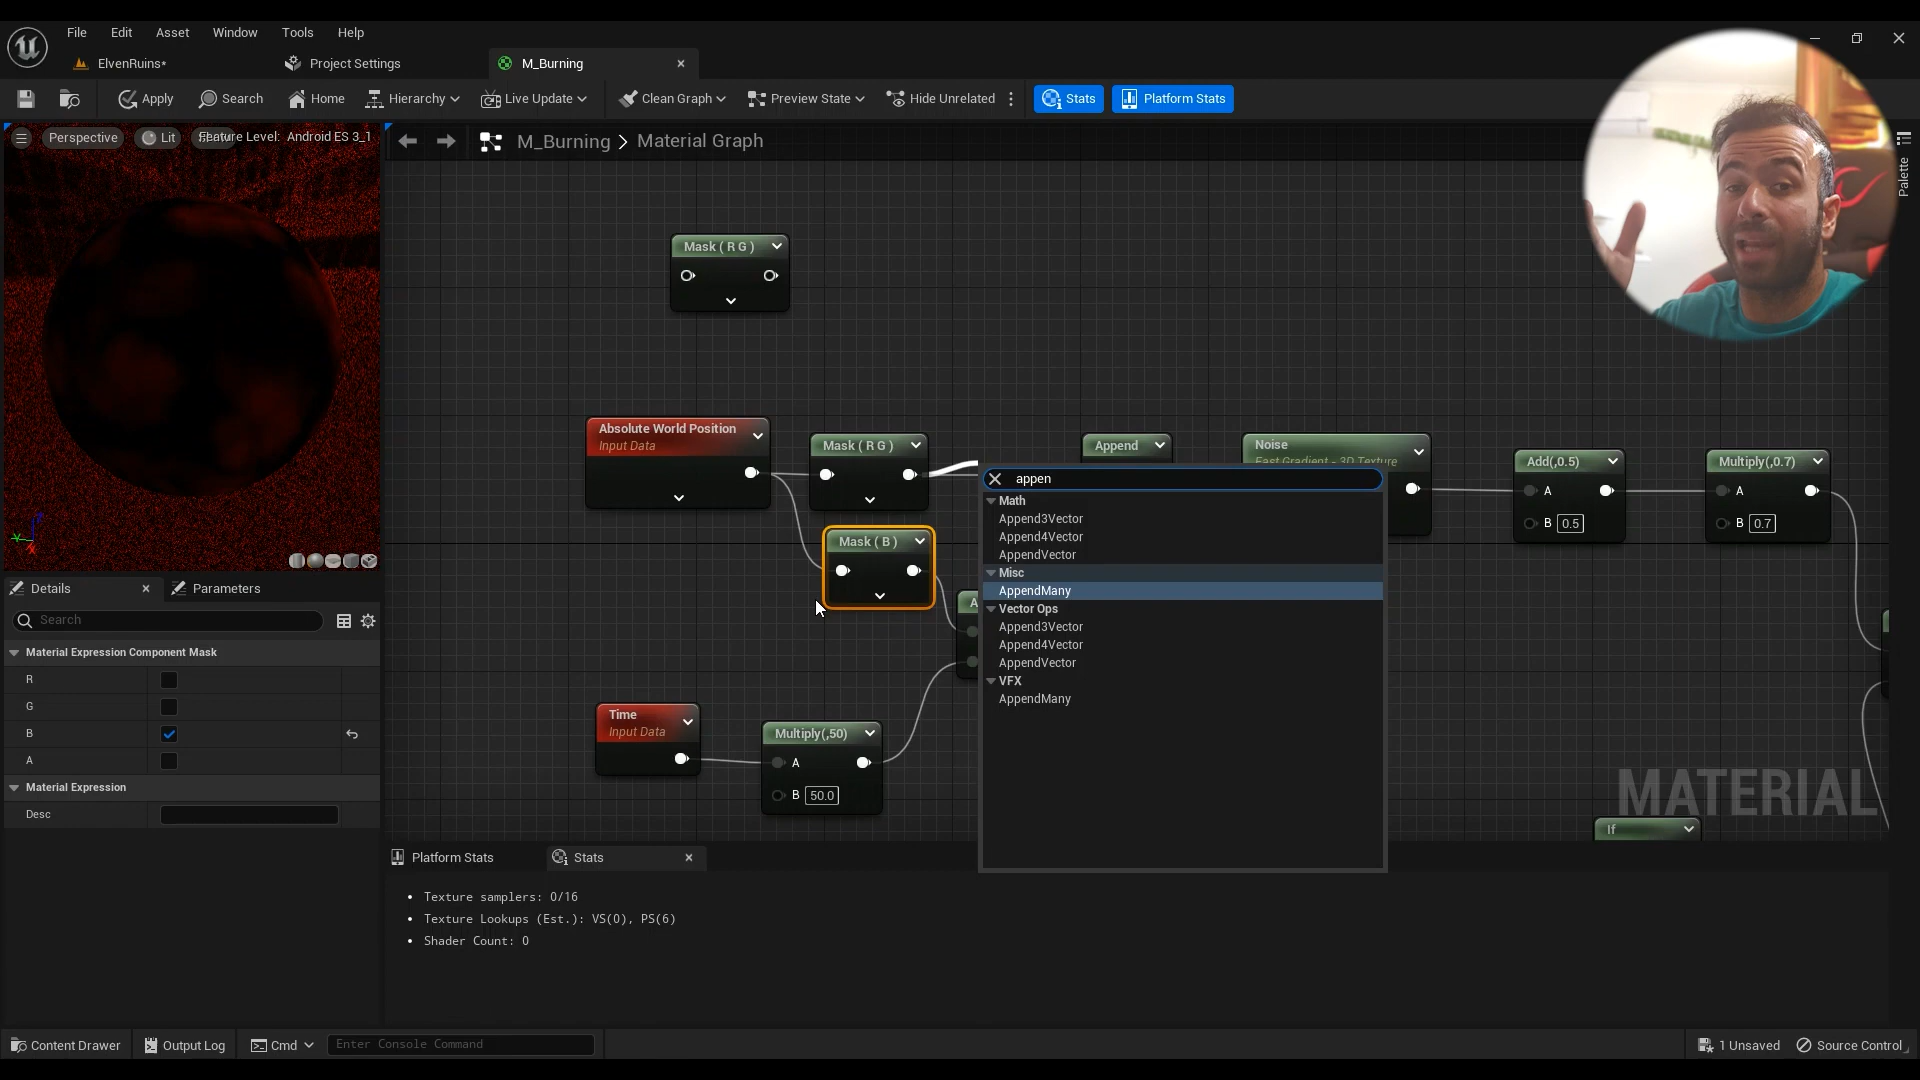 File Edit Asset Window Tools Help
ElvenRuins* Project Settings M_Burning
Apply Search Home Hierarchy Live Update Clean Graph Preview State Hide Unrelated Stats Platform Stats
Perspective Lit Feature Level: Android ES 3_1
M_Burning > Material Graph
Palette
Mask ( R G )
Absolute World Position
Input Data
Mask ( R G )
Append
Noise
Fast Gradient - 3D Texture
Add(,0.5)
A
B 0.5
Multiply(,0.7)
A
B 0.7
appen
Math
Append3Vector
Append4Vector
AppendVector
Misc
AppendMany
Vector Ops
Append3Vector
Append4Vector
AppendVector
VFX
AppendMany
Mask ( B )
A
Time
Input Data
Multiply(,50)
A
B 50.0
MATERIAL
If
Details Parameters
Search
Material Expression Component Mask
R
G
B
A
Material Expression
Desc
Platform Stats Stats
• Texture samplers: 0/16
• Texture Lookups (Est.): VS(0), PS(6)
• Shader Count: 0
Content Drawer Output Log Cmd Enter Console Command 1 Unsaved Source Control